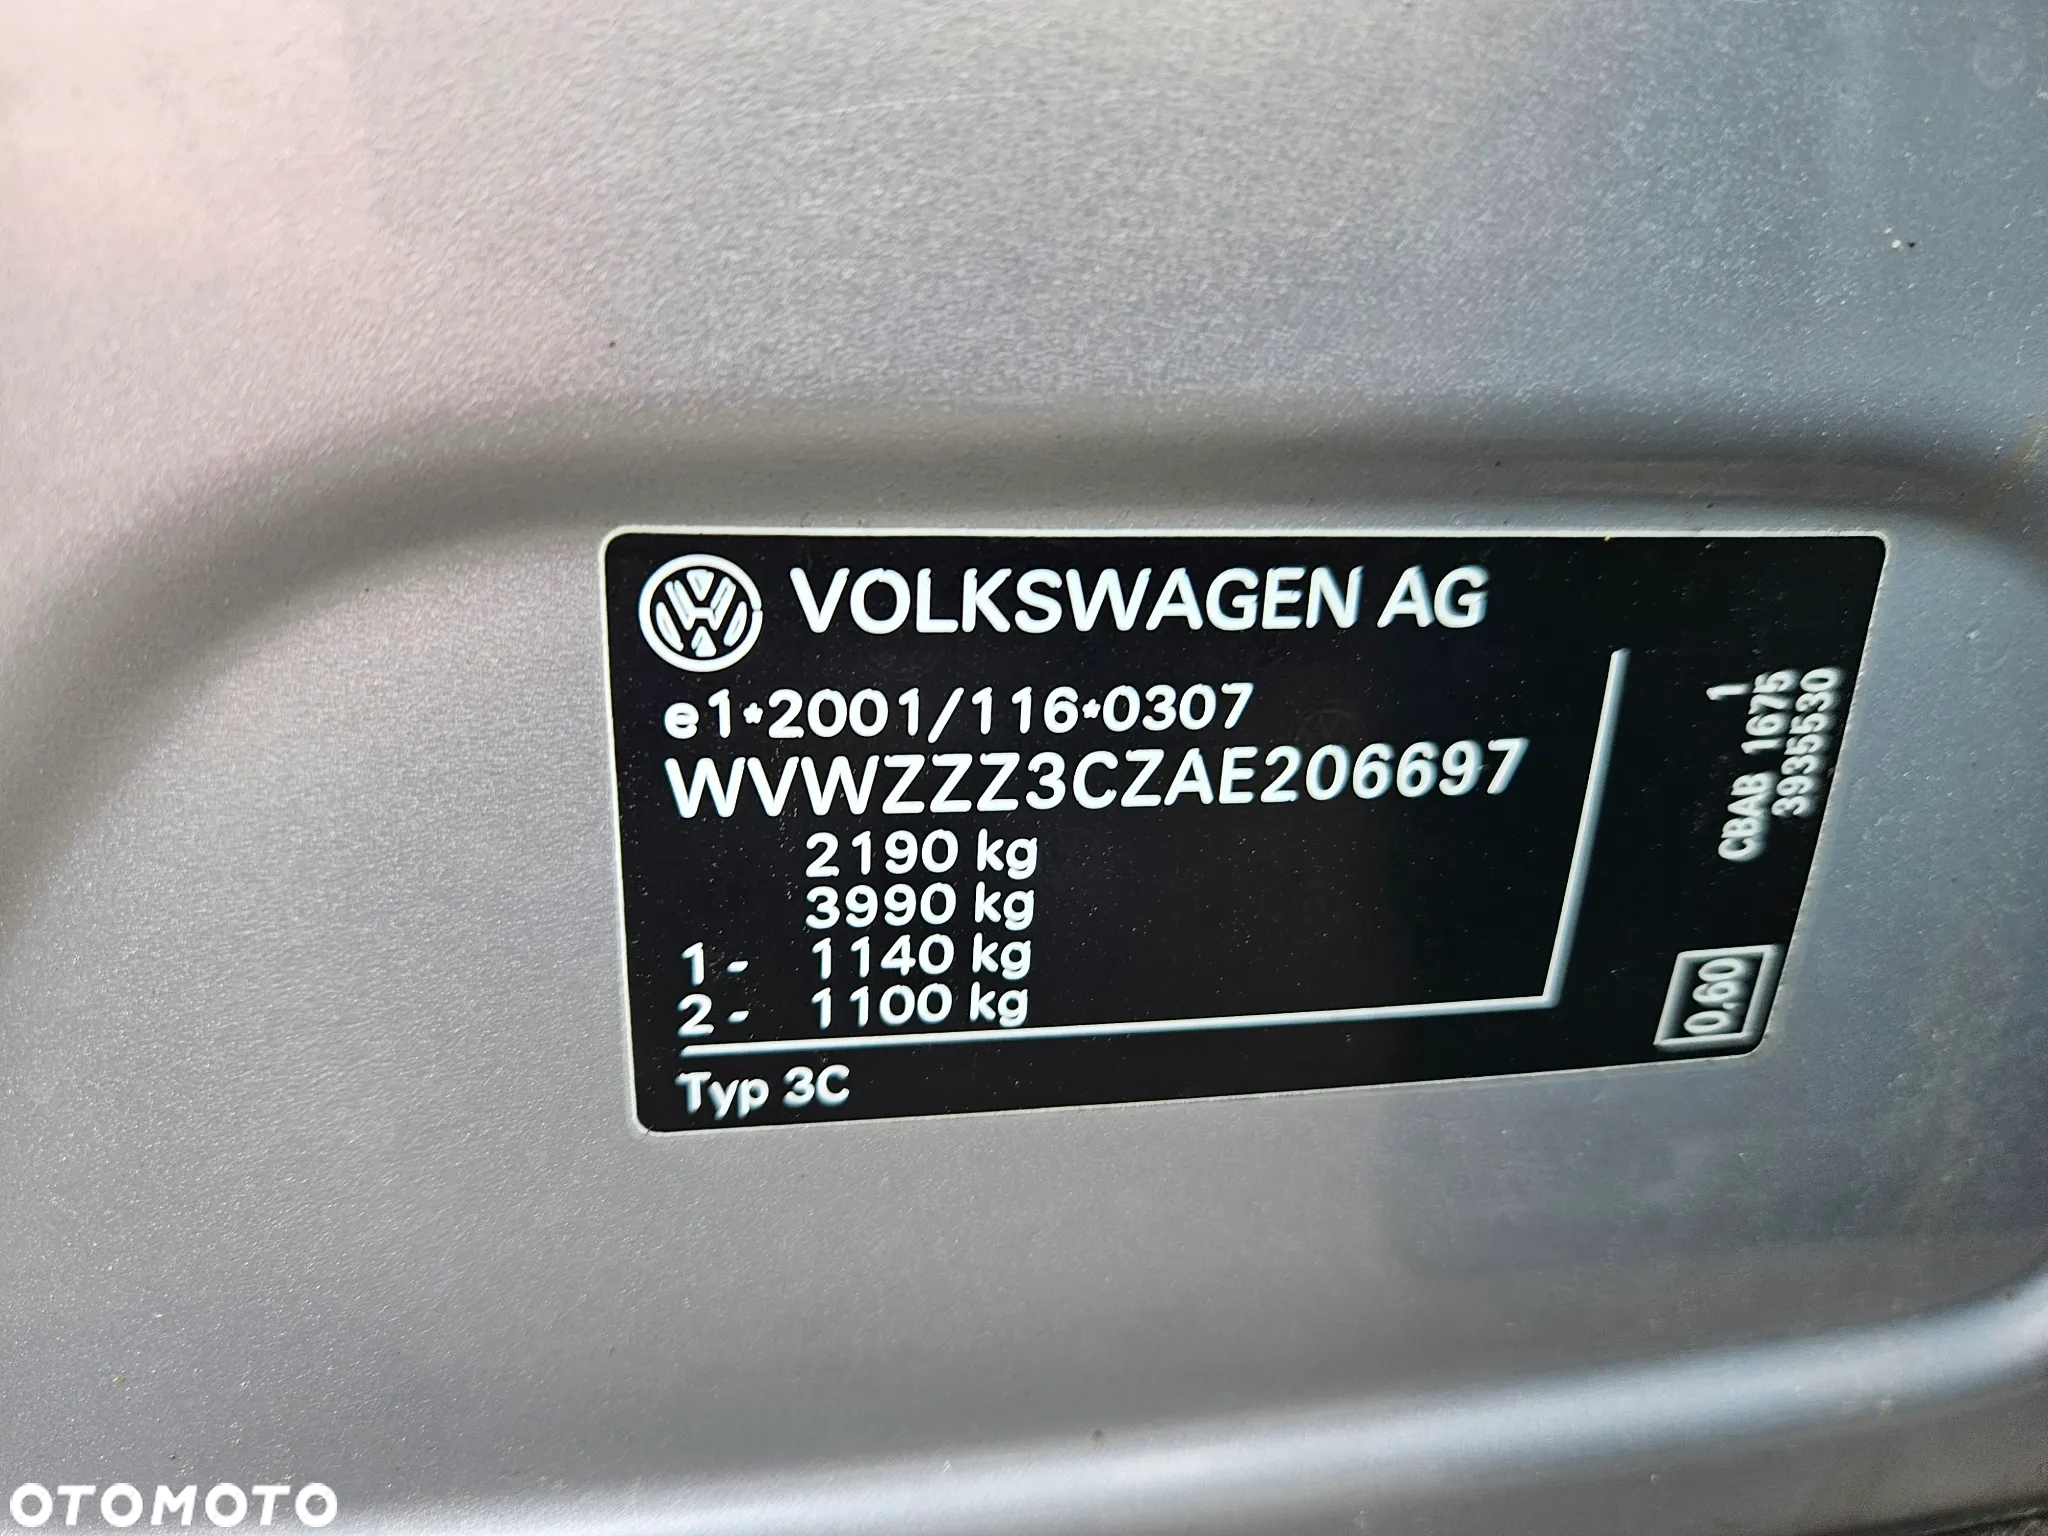 VOLKSWAGEN AG
e1*2001/116*0307
WVWZZZ3CZAE206697
2190 kg
3990 kg
1- 1140 kg
2- 1100 kg
Typ 3C
1
CBAB 1675
3935530
0.60
OTOMOTO